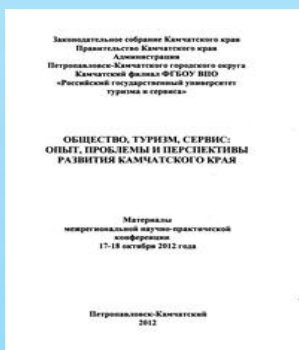 Законодательное собрание Камчатского края
Правительство Камчатского края
Администрация
Петропавловск-Камчатского городского округа
Камчатский филиал ФГБОУ ВПО
«Российский государственный университет
туризма и сервиса»
ОБЩЕСТВО, ТУРИЗМ, СЕРВИС:
ОПЫТ, ПРОБЛЕМЫ И ПЕРСПЕКТИВЫ
РАЗВИТИЯ КАМЧАТСКОГО КРАЯ
Материалы
межрегиональной научно-практической
конференции
17-18 октября 2012 года
Петропавловск-Камчатский
2012